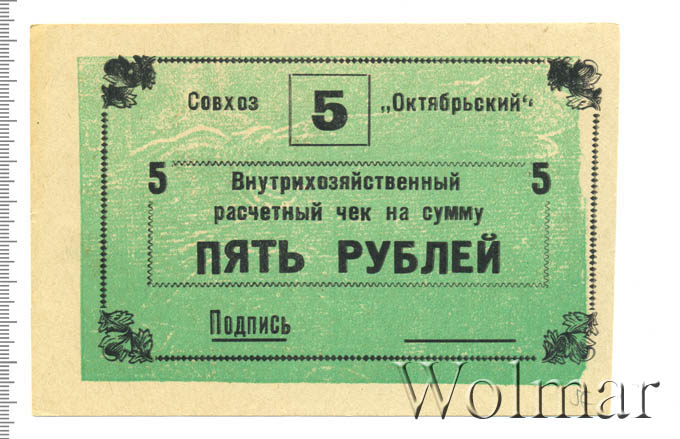 Совхоз 5 „Октябрьский“
5 Внутрихозяйственный 5
расчетный чек на сумму
ПЯТЬ РУБЛЕЙ
Подпись
Wolmar